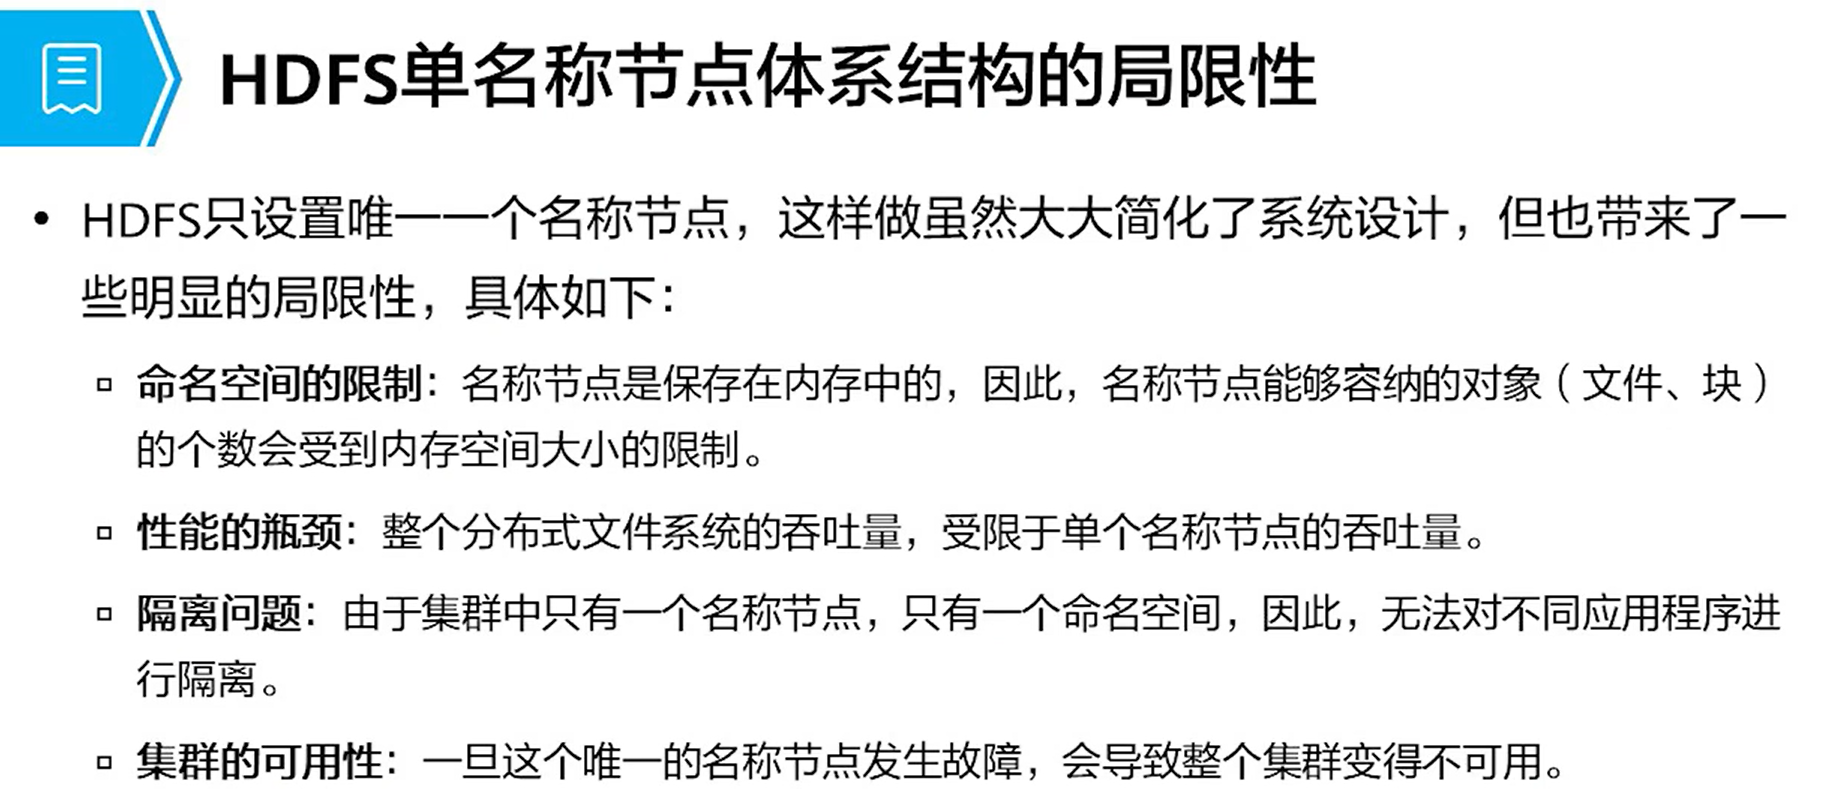 HDFS单名称节点体系结构的局限性
• HDFS只设置唯一一个名称节点，这样做虽然大大简化了系统设计，但也带来了一
些明显的局限性，具体如下：
▫ 命名空间的限制：名称节点是保存在内存中的，因此，名称节点能够容纳的对象（文件、块）
的个数会受到内存空间大小的限制。
▫ 性能的瓶颈：整个分布式文件系统的吞吐量，受限于单个名称节点的吞吐量。
▫ 隔离问题：由于集群中只有一个名称节点，只有一个命名空间，因此，无法对不同应用程序进
行隔离。
▫ 集群的可用性：一旦这个唯一的名称节点发生故障，会导致整个集群变得不可用。